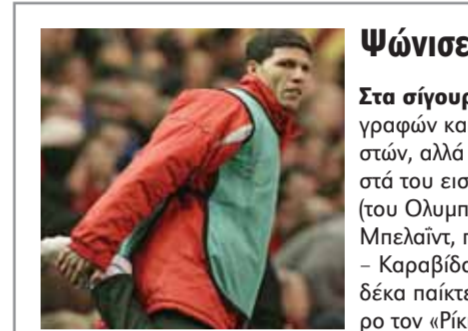 Ψώνισε
Στα σίγουρ
γραφών κα
στών, αλλά
στά του εισ
(του Ολυμπ
Μπελαΐντ, π
– Καραβίδα
δέκα παίκτε
ρο τον «Ρίκ